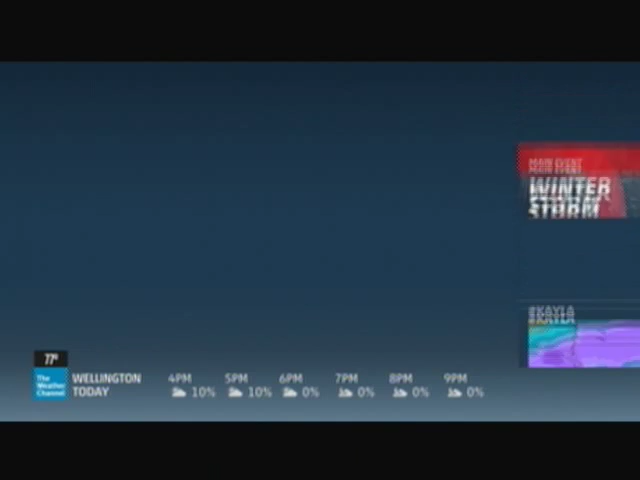 MAIN EVENT
WINTER
STORM
#KAYLA
77°
The
Weather
Channel
WELLINGTON
TODAY
4PM 5PM 6PM 7PM 8PM 9PM
10% 10% 0% 0% 0% 0%